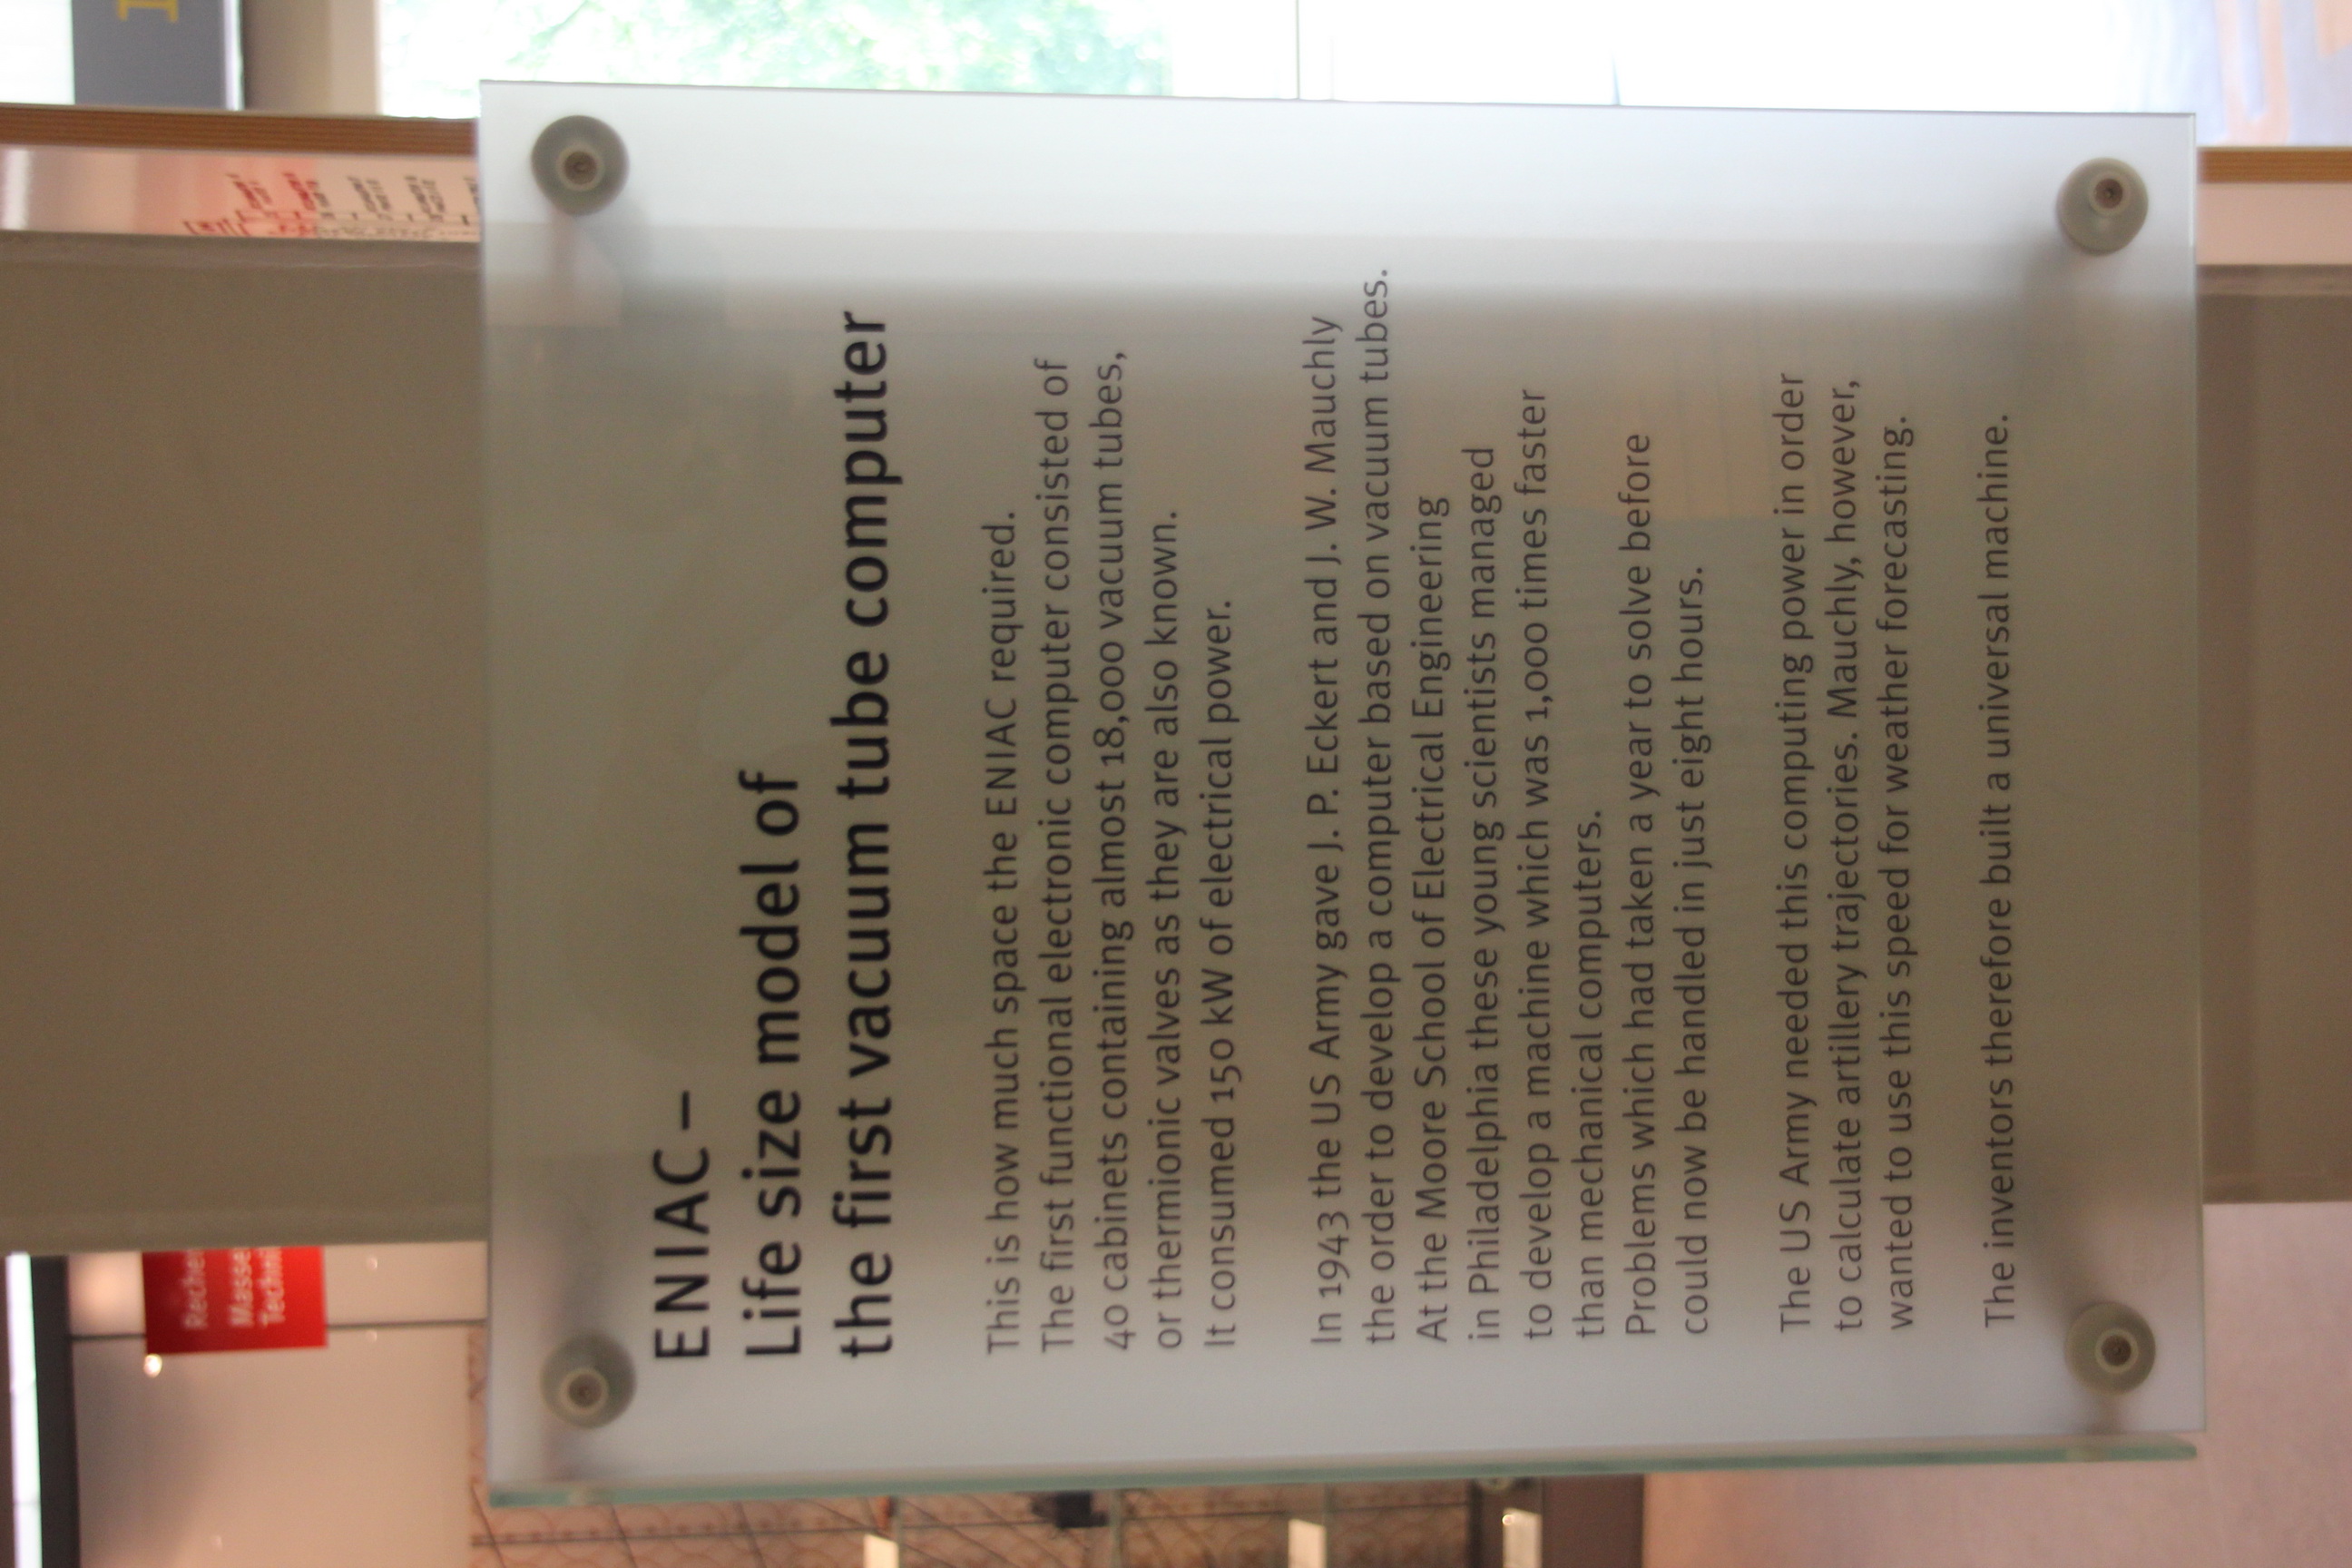 ENIAC –
Life size model of
the first vacuum tube computer
This is how much space the ENIAC required.
The first functional electronic computer consisted of
40 cabinets containing almost 18,000 vacuum tubes,
or thermionic valves as they are also known.
It consumed 150 kW of electrical power.
In 1943 the US Army gave J. P. Eckert and J. W. Mauchly
the order to develop a computer based on vacuum tubes.
At the Moore School of Electrical Engineering
in Philadelphia these young scientists managed
to develop a machine which was 1,000 times faster
than mechanical computers.
Problems which had taken a year to solve before
could now be handled in just eight hours.
The US Army needed this computing power in order
to calculate artillery trajectories. Mauchly, however,
wanted to use this speed for weather forecasting.
The inventors therefore built a universal machine.
Rechen
Masse
Techni